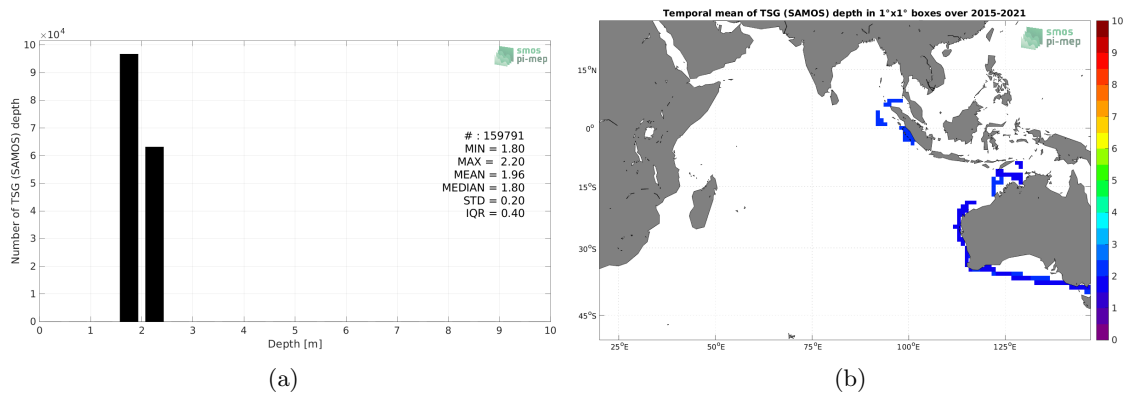 ×10⁴
10
9
8
7
6
5
4
3
2
1
0
Number of TSG (SAMOS) depth
smos
pi-mep
# : 159791
MIN = 1.80
MAX = 2.20
MEAN = 1.96
MEDIAN = 1.80
STD = 0.20
IQR = 0.40
0 1 2 3 4 5 6 7 8 9 10
Depth [m]
(a)
Temporal mean of TSG (SAMOS) depth in 1°x1° boxes over 2015-2021
smos
pi-mep
15°N
0°
15°S
30°S
45°S
25°E 50°E 75°E 100°E 125°E
10
9
8
7
6
5
4
3
2
1
0
(b)